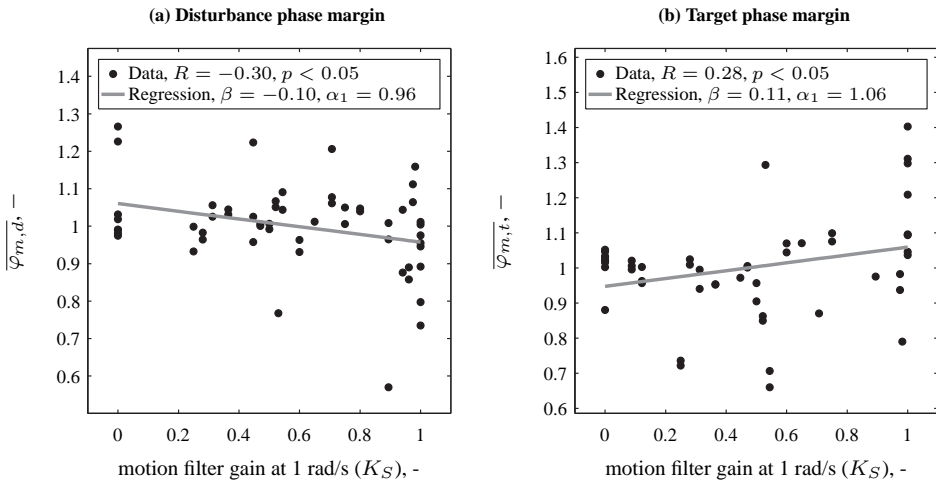 (a) Disturbance phase margin
Data, R = −0.30, p < 0.05
Regression, β = −0.10, α₁ = 0.96
1.4
1.3
1.2
1.1
1
0.9
0.8
0.7
0.6
φm,d, –
0 0.2 0.4 0.6 0.8 1
motion filter gain at 1 rad/s (K_S), -
(b) Target phase margin
Data, R = 0.28, p < 0.05
Regression, β = 0.11, α₁ = 1.06
1.6
1.5
1.4
1.3
1.2
1.1
1
0.9
0.8
0.7
0.6
φm,t, –
0 0.2 0.4 0.6 0.8 1
motion filter gain at 1 rad/s (K_S), -